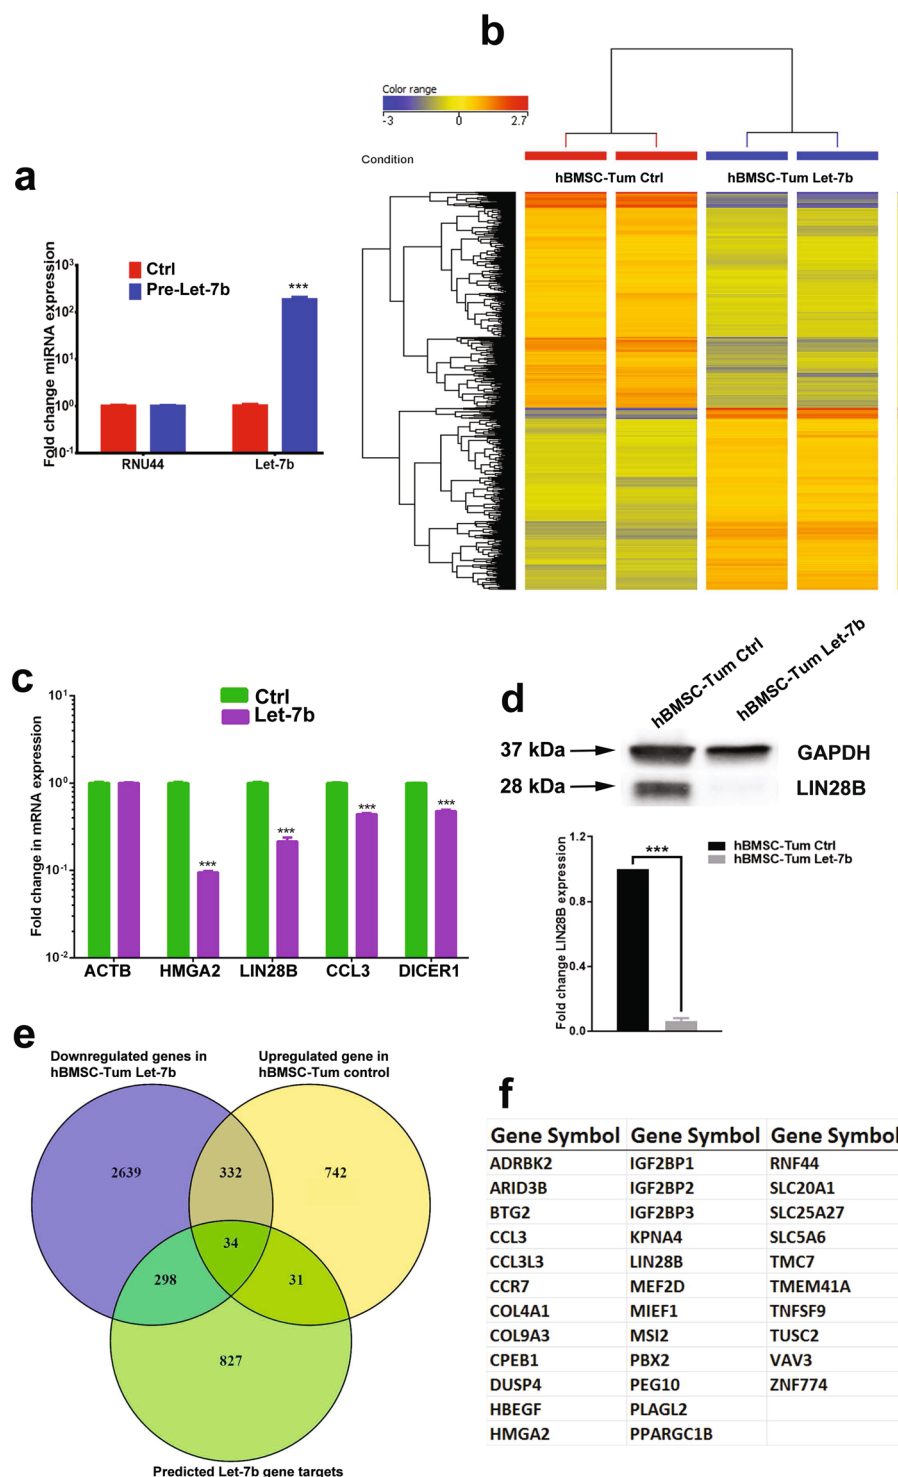 a
Fold change miRNA expression
Ctrl
Pre-Let-7b
***
10³
10²
10¹
10⁰
10⁻¹
RNU44 Let-7b
b
Color range
-3 0 2.7
Condition
hBMSC-Tum Ctrl hBMSC-Tum Let-7b
c
Fold change in mRNA expression
Ctrl
Let-7b
10¹
10⁰
10⁻¹
10⁻²
*** *** *** ***
ACTB HMGA2 LIN28B CCL3 DICER1
d
hBMSC-Tum Ctrl
hBMSC-Tum Let-7b
37 kDa GAPDH
28 kDa LIN28B
Fold change LIN28B expression
1.2
0.8
0.4
0.0
***
hBMSC-Tum Ctrl
hBMSC-Tum Let-7b
e
Downregulated genes in
hBMSC-Tum Let-7b
Upregulated gene in
hBMSC-Tum control
2639 332 742
34
298 31
827
Predicted Let-7b gene targets
f
Gene Symbol Gene Symbol Gene Symbol
ADRBK2 IGF2BP1 RNF44
ARID3B IGF2BP2 SLC20A1
BTG2 IGF2BP3 SLC25A27
CCL3 KPNA4 SLC5A6
CCL3L3 LIN28B TMC7
CCR7 MEF2D TMEM41A
COL4A1 MIEF1 TNFSF9
COL9A3 MSI2 TUSC2
CPEB1 PBX2 VAV3
DUSP4 PEG10 ZNF774
HBEGF PLAGL2
HMGA2 PPARGC1B